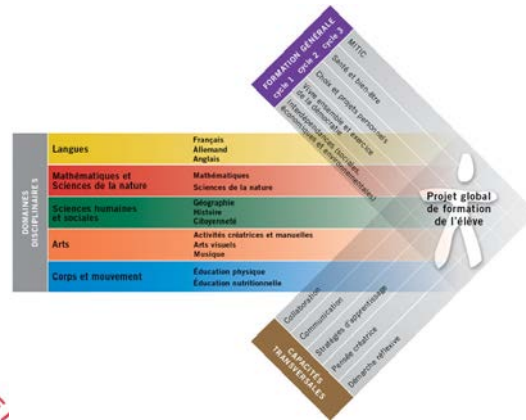 FORMATION GÉNÉRALE
cycle 1 cycle 2 cycle 3
MITIC
Santé et bien-être
Choix et projets personnels
Vivre ensemble et exercice
de la démocratie
Interdépendances (sociales,
économiques et environnementales)
DOMAINES
DISCIPLINAIRES
Langues
Français
Allemand
Anglais
Mathématiques et
Sciences de la nature
Mathématiques
Sciences de la nature
Sciences humaines
et sociales
Géographie
Histoire
Citoyenneté
Arts
Activités créatrices et manuelles
Arts visuels
Musique
Corps et mouvement
Éducation physique
Éducation nutritionnelle
Projet global
de formation
de l'élève
CAPACITÉS
TRANSVERSALES
Collaboration
Communication
Stratégies d'apprentissage
Pensée créatrice
Démarche réflexive